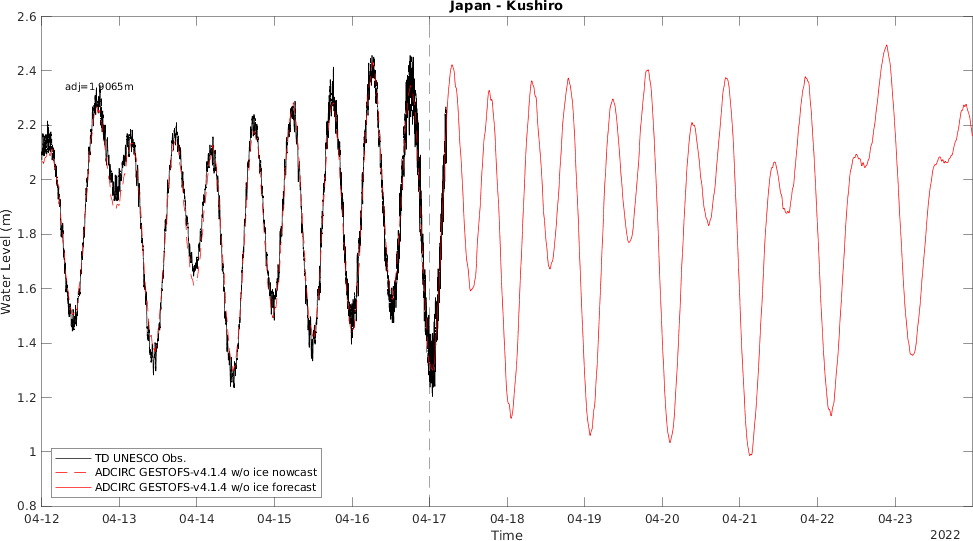 Japan - Kushiro
2.6
2.4
2.2
2
1.8
1.6
1.4
1.2
1
0.8
Water Level (m)
adj=1.9065m
TD UNESCO Obs.
ADCIRC GESTOFS-v4.1.4 w/o ice nowcast
ADCIRC GESTOFS-v4.1.4 w/o ice forecast
04-12 04-13 04-14 04-15 04-16 04-17 04-18 04-19 04-20 04-21 04-22 04-23
Time
2022